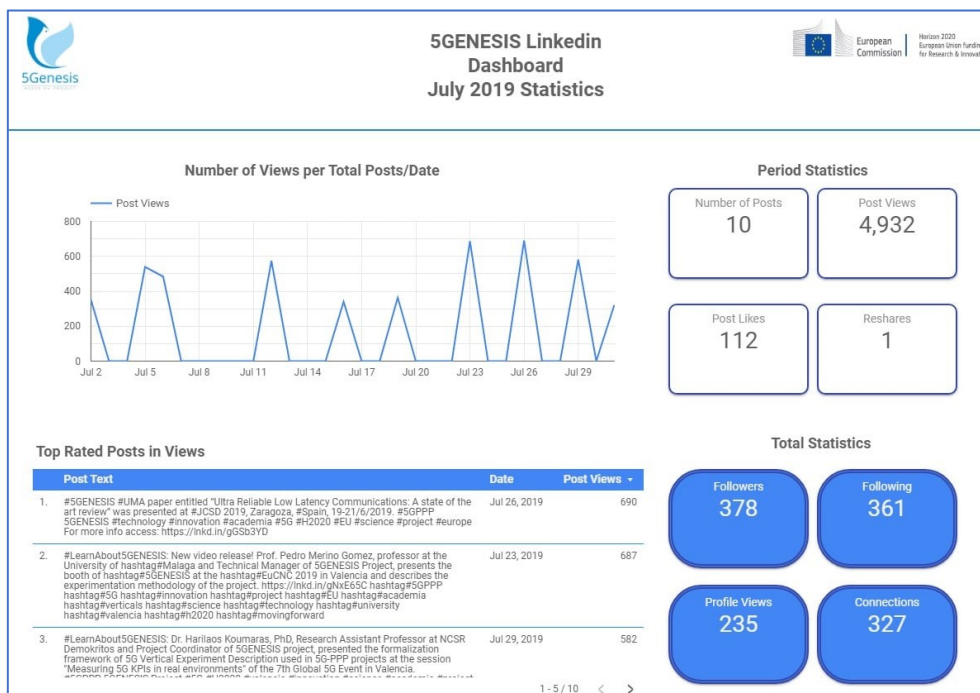 5Genesis
5GENESIS Linkedin
Dashboard
July 2019 Statistics
European
Commission
Horizon 2020
European Union fundin
for Research & Innovat
Number of Views per Total Posts/Date
Post Views
800
600
400
200
0
Jul 2
Jul 5
Jul 8
Jul 11
Jul 14
Jul 17
Jul 20
Jul 23
Jul 26
Jul 29
Period Statistics
Number of Posts
10
Post Views
4,932
Post Likes
112
Reshares
1
Top Rated Posts in Views
Post Text Date Post Views
1. #5GENESIS #UMA paper entitled "Ultra Reliable Low Latency Communications: A state of the Jul 26, 2019 690
art review" was presented at #JCSD 2019, Zaragoza, #Spain, 19-21/6/2019. #5GPPP
5GENESIS #technology #innovation #academia #5G #H2020 #EU #science #project #europe
For more info access: https://lnkd.in/gGSb3YD
2. #LearnAbout5GENESIS: New video release! Prof. Pedro Merino Gomez, professor at the Jul 23, 2019 687
University of hashtag#Malaga and Technical Manager of 5GENESIS Project, presents the
booth of hashtag#5GENESIS at the hashtag#EuCNC 2019 in Valencia and describes the
experimentation methodology of the project. https://lnkd.in/gNxE65C hashtag#5GPPP
hashtag#5G hashtag#innovation hashtag#project hashtag#EU hashtag#academia
hashtag#verticals hashtag#science hashtag#technology hashtag#university
hashtag#valencia hashtag#h2020 hashtag#movingforward
3. #LearnAbout5GENESIS: Dr. Harilaos Koumaras, PhD, Research Assistant Professor at NCSR Jul 29, 2019 582
Demokritos and Project Coordinator of 5GENESIS project, presented the formalization
framework of 5G Vertical Experiment Description used in 5G-PPP projects at the session
"Measuring 5G KPIs in real environments" of the 7th Global 5G Event in Valencia.
1 - 5 / 10
Total Statistics
Followers
378
Following
361
Profile Views
235
Connections
327